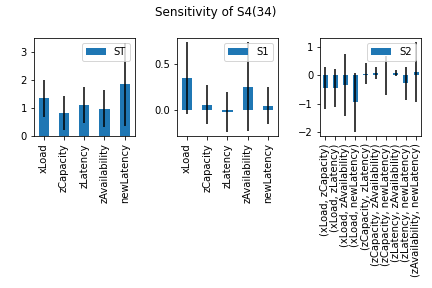 Sensitivity of S4(34)
ST
3
2
1
0
xLoad
zCapacity
zLatency
zAvailability
newLatency
S1
0.5
0.0
xLoad
zCapacity
zLatency
zAvailability
newLatency
S2
1
0
−1
−2
(xLoad, zCapacity)
(xLoad, zLatency)
(xLoad, zAvailability)
(xLoad, newLatency)
(zCapacity, zLatency)
(zCapacity, zAvailability)
(zCapacity, newLatency)
(zLatency, zAvailability)
(zLatency, newLatency)
(zAvailability, newLatency)